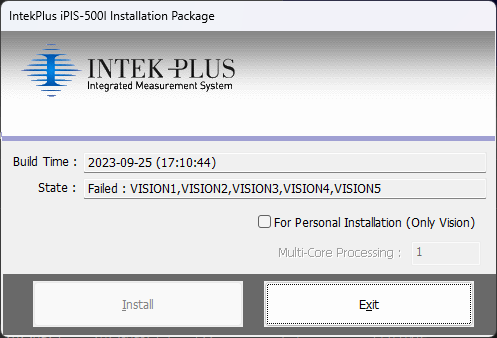 IntekPlus iPIS-500I Installation Package
INTEK-PLUS
Integrated Measurement System
Build Time : 2023-09-25 (17:10:44)
State : Failed : VISION1,VISION2,VISION3,VISION4,VISION5
For Personal Installation (Only Vision)
Multi-Core Processing : 1
Install Exit